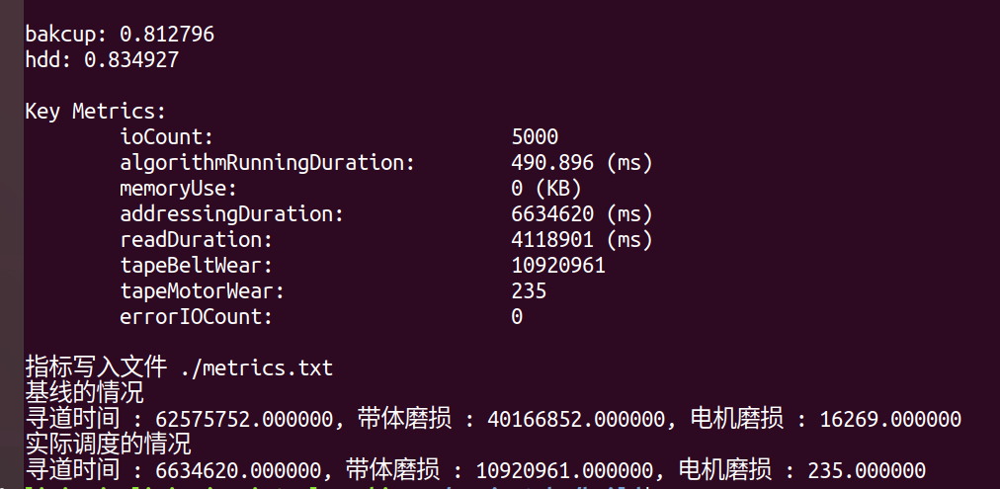 bakcup: 0.812796
hdd: 0.834927
Key Metrics:
ioCount: 5000
algorithmRunningDuration: 490.896 (ms)
memoryUse: 0 (KB)
addressingDuration: 6634620 (ms)
readDuration: 4118901 (ms)
tapeBeltWear: 10920961
tapeMotorWear: 235
errorIOCount: 0
指标写入文件 ./metrics.txt
基线的情况
寻道时间 : 62575752.000000, 带体磨损 : 40166852.000000, 电机磨损 : 16269.000000
实际调度的情况
寻道时间 : 6634620.000000, 带体磨损 : 10920961.000000, 电机磨损 : 235.000000